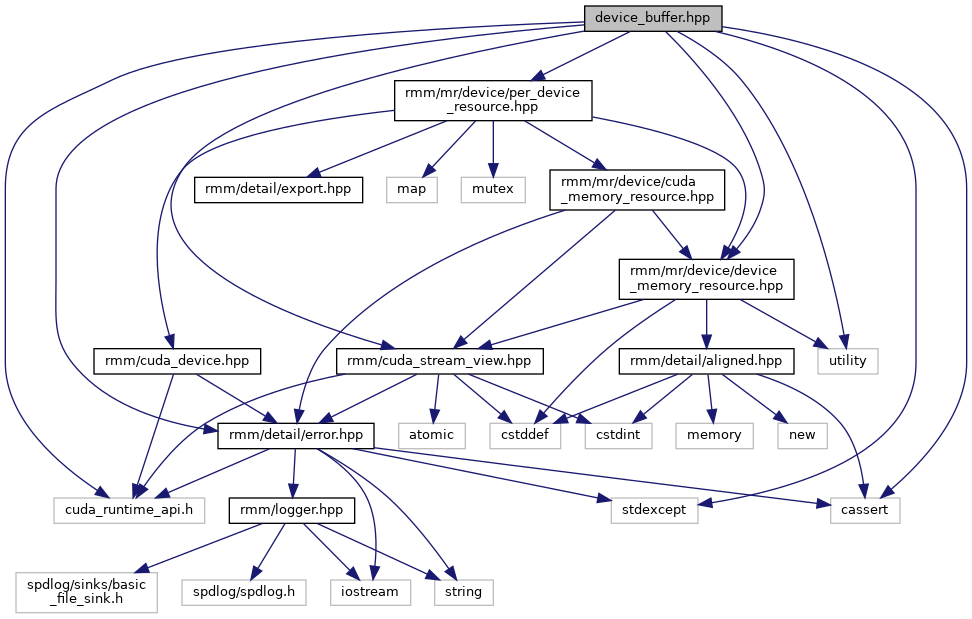 device_buffer.hpp
rmm/mr/device/per_device
_resource.hpp
rmm/detail/export.hpp
map
mutex
rmm/mr/device/cuda
_memory_resource.hpp
rmm/mr/device/device
_memory_resource.hpp
rmm/cuda_device.hpp
rmm/cuda_stream_view.hpp
rmm/detail/aligned.hpp
utility
rmm/detail/error.hpp
atomic
cstddef
cstdint
memory
new
cuda_runtime_api.h
rmm/logger.hpp
stdexcept
cassert
spdlog/sinks/basic
_file_sink.h
spdlog/spdlog.h
iostream
string